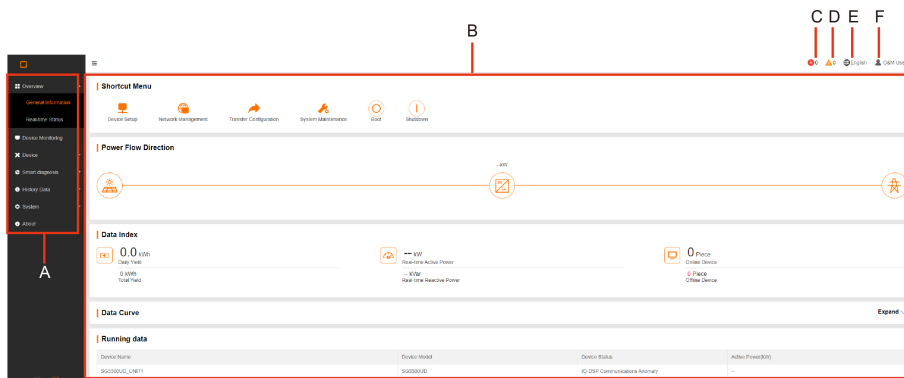 C D E F
B
0 0 English O&M User
Overview
General Information
Real-time Status
Device Monitoring
Device
Smart diagnosis
History Data
System
About
A
Shortcut Menu
Device Setup Network Management Transfer Configuration System Maintenance Boot Shutdown
Power Flow Direction
--kW
Data Index
0.0 kWh
Daily Yield
0 kWh
Total Yield
-- kW
Real-time Active Power
-- kVar
Real-time Reactive Power
0 Piece
Online Device
0 Piece
Offline Device
Data Curve Expand
Running data
Device Name Device Model Device Status Active Power(kW)
SG3300UD_UNIT1 IO-DSP Communications Anomaly --